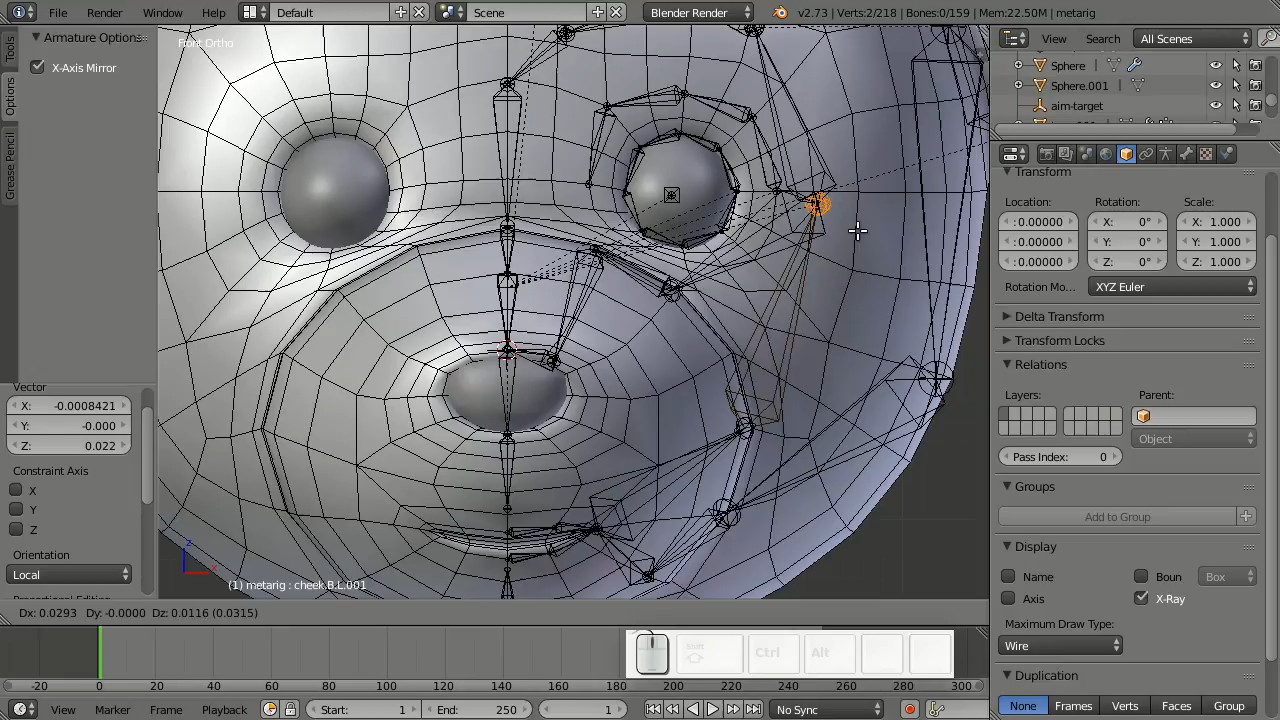 File Render Window Help Default Scene Blender Render v2.73 | Verts:2/218 | Bones:0/159 | Mem:22.50M | metarig
Tools
Options
Grease Pencil
Armature Options
X-Axis Mirror
Front Ortho
View Search All Scenes
Sphere
Sphere.001
aim-target
Transform
Location: Rotation: Scale:
:0.00000 X: 0° X: 1.000
:0.00000 Y: 0° Y: 1.000
:0.00000 Z: 0° Z: 1.000
Rotation Mo... XYZ Euler
Delta Transform
Transform Locks
Relations
Layers: Parent:
Object
Pass Index: 0
Groups
Add to Group
Display
Name Boun Box
Axis X-Ray
Maximum Draw Type:
Wire
Duplication
None Frames Verts Faces Group
Vector
X: -0.0008421
Y: -0.000
Z: 0.022
Constraint Axis
X
Y
Z
Orientation
Local
z
x
(1) metarig : cheek.B.L.001
Dx: 0.0293 Dy: -0.0000 Dz: 0.0116 (0.0315)
Shift Ctrl Alt
-20 0 20 40 60 80 100 120 140 160 180 200 220 240 260 280 300
View Marker Frame Playback Start: 1 End: 250 1 No Sync